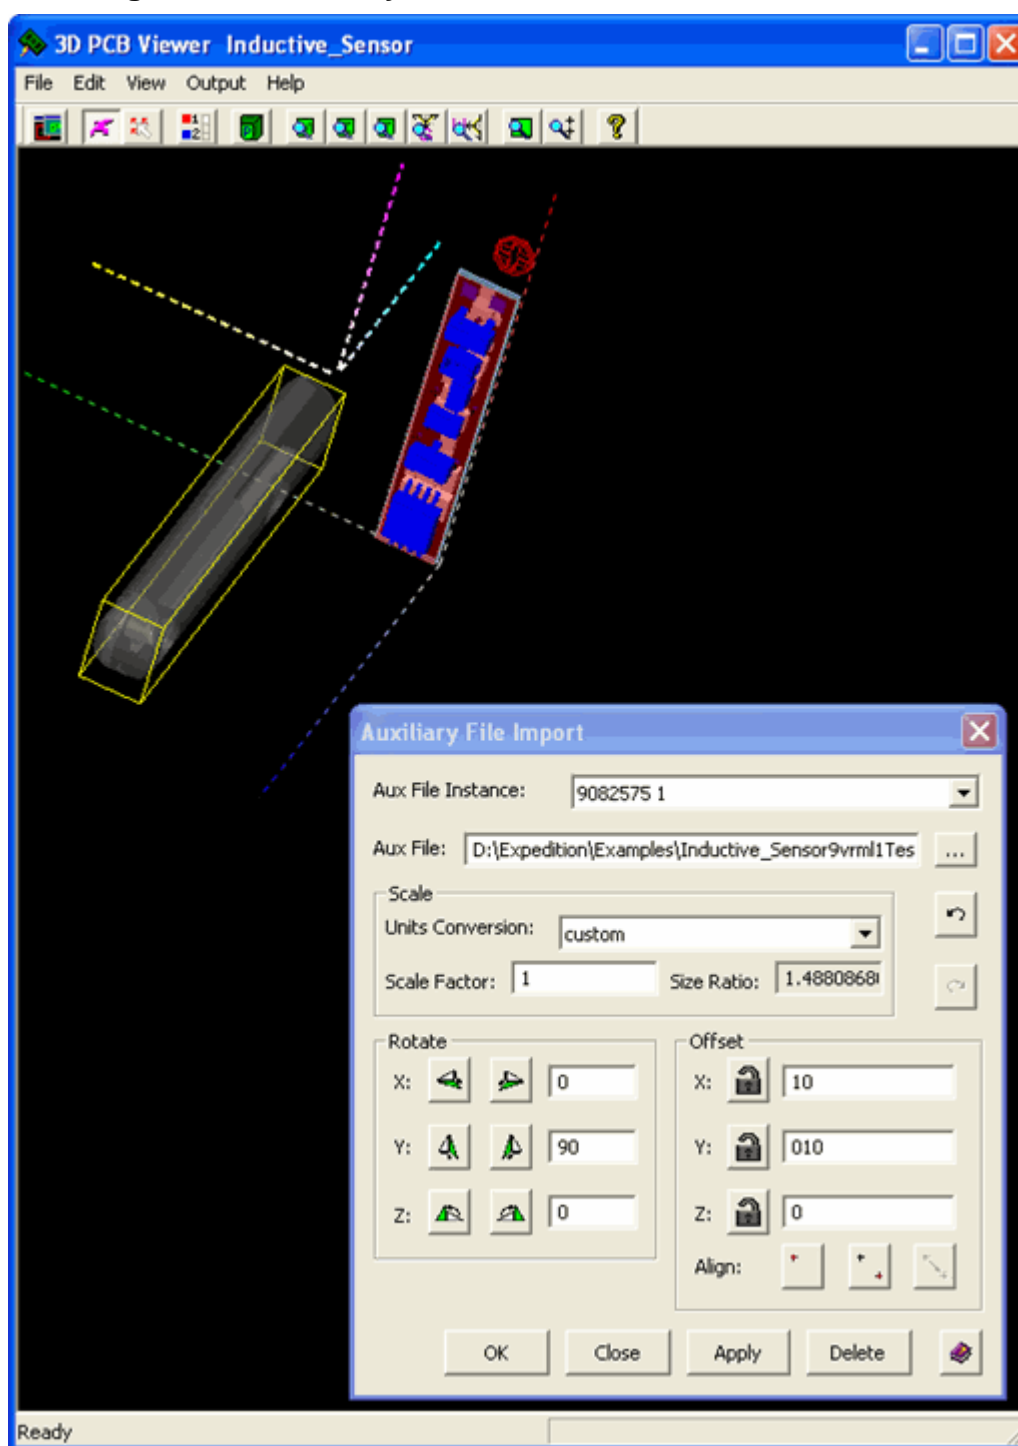 3D PCB Viewer Inductive_Sensor
File Edit View Output Help
Auxiliary File Import
Aux File Instance: 9082575 1
Aux File: D:\Expedition\Examples\Inductive_Sensor9vrml1Tes ...
Scale
Units Conversion: custom
Scale Factor: 1 Size Ratio: 1.4880868
Rotate Offset
X: 0 X: 10
Y: 90 Y: 010
Z: 0 Z: 0
Align:
OK Close Apply Delete
Ready